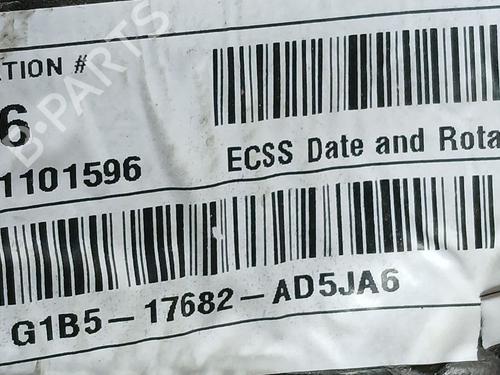 ATION #
6
1101596
ECSS Date and Rota
G1B5-17682-AD5JA6
B-PARTS